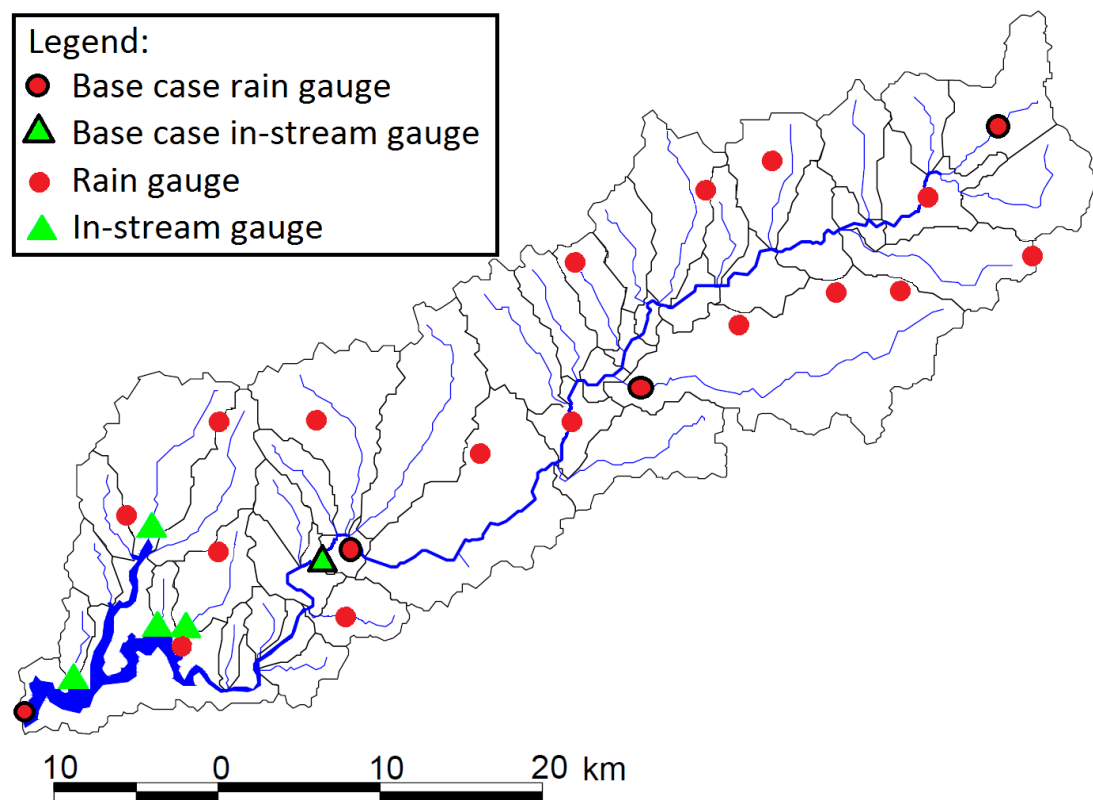 Legend:
Base case rain gauge
Base case in-stream gauge
Rain gauge
In-stream gauge
10 0 10 20 km